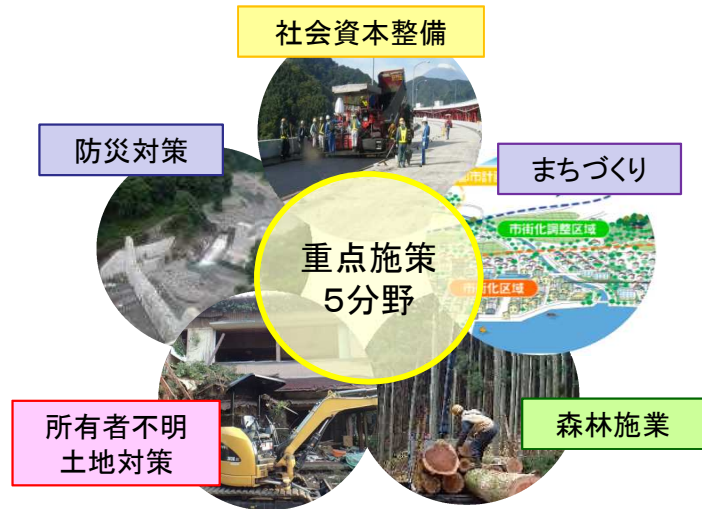 社会資本整備
防災対策
まちづくり
市街化調整区域
市街化区域
重点施策
5分野
所有者不明
土地対策
森林施業